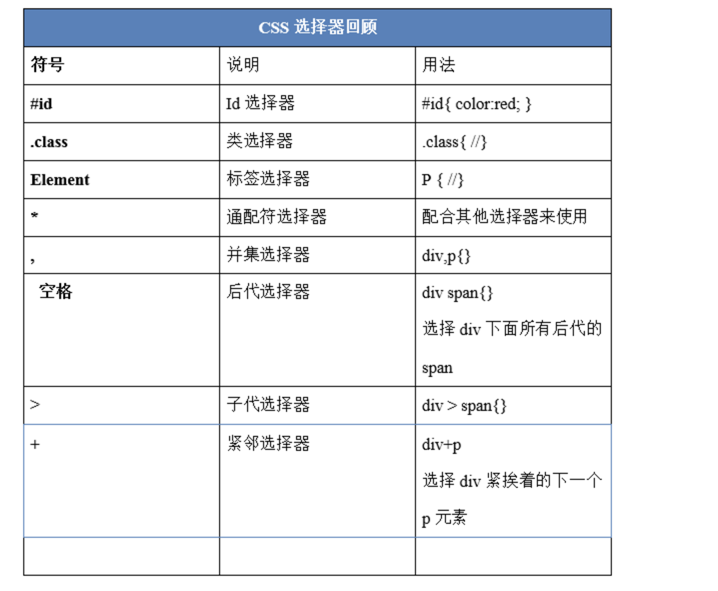 CSS 选择器回顾
符号 说明 用法
#id Id 选择器 #id{ color:red; }
.class 类选择器 .class{ //}
Element 标签选择器 P { //}
* 通配符选择器 配合其他选择器来使用
, 并集选择器 div,p{}
空格 后代选择器 div span{}
选择 div 下面所有后代的
span
> 子代选择器 div > span{}
+ 紧邻选择器 div+p
选择 div 紧挨着的下一个
p 元素